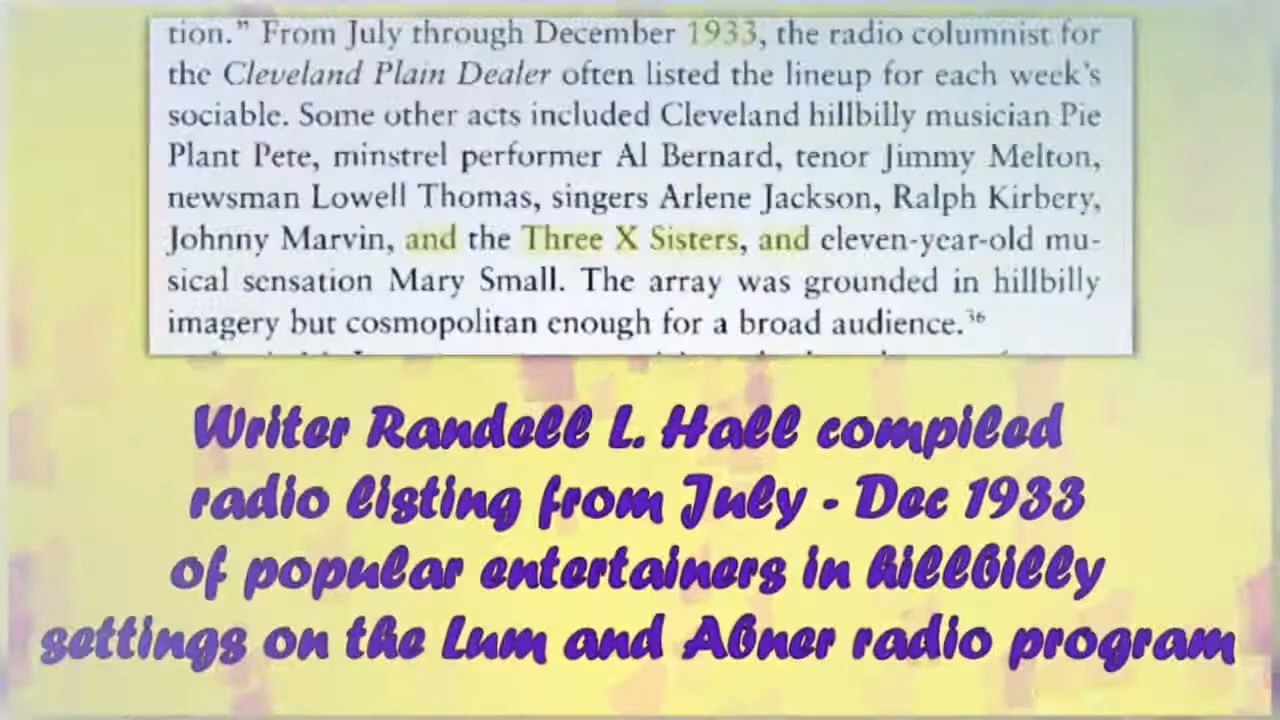 tion.” From July through December 1933, the radio columnist for
the Cleveland Plain Dealer often listed the lineup for each week’s
sociable. Some other acts included Cleveland hillbilly musician Pie
Plant Pete, minstrel performer Al Bernard, tenor Jimmy Melton,
newsman Lowell Thomas, singers Arlene Jackson, Ralph Kirbery,
Johnny Marvin, and the Three X Sisters, and eleven-year-old mu-
sical sensation Mary Small. The array was grounded in hillbilly
imagery but cosmopolitan enough for a broad audience.³⁶
Writer Randell L. Hall compiled
radio listing from July - Dec 1933
of popular entertainers in hillbilly
settings on the Lum and Abner radio program